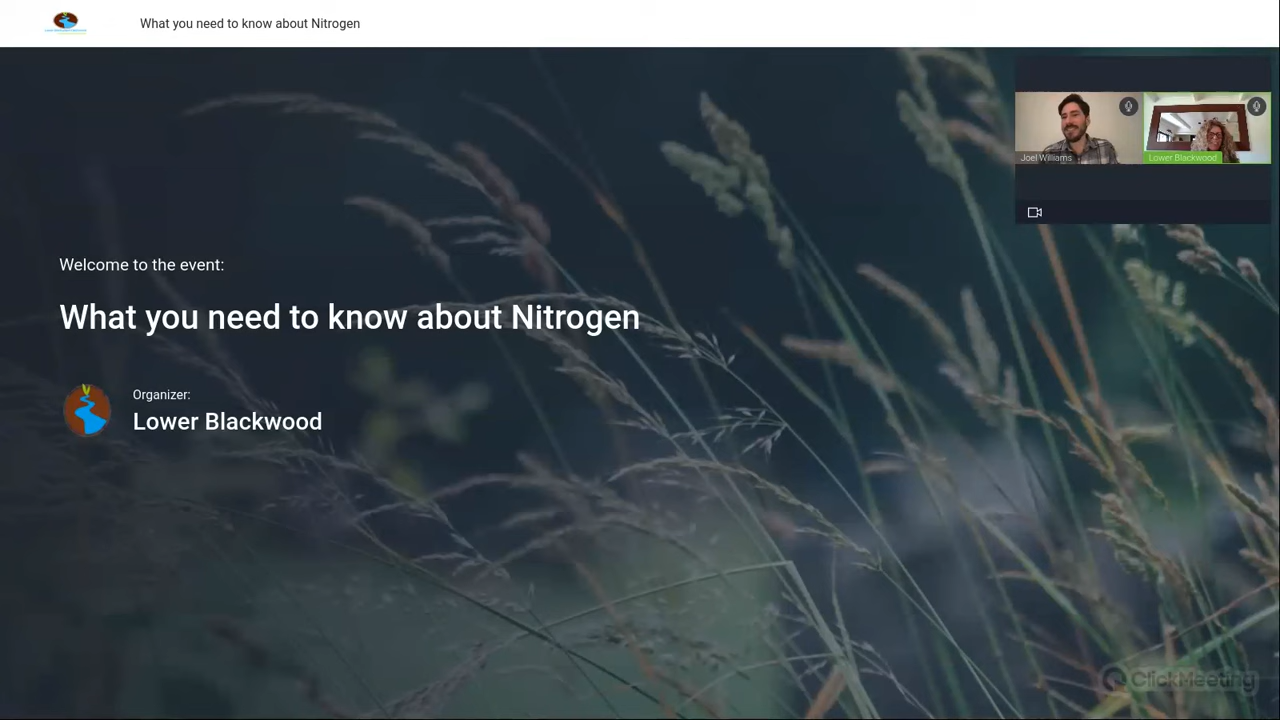 What you need to know about Nitrogen
Joel Williams
Lower Blackwood
Welcome to the event:
What you need to know about Nitrogen
Organizer:
Lower Blackwood
ClickMeeting